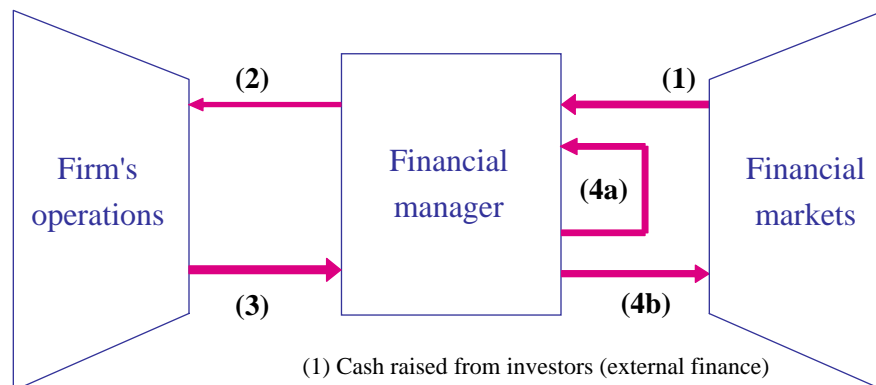 (2)
(1)
Firm's
operations
Financial
manager
(4a)
Financial
markets
(3)
(4b)
(1) Cash raised from investors (external finance)